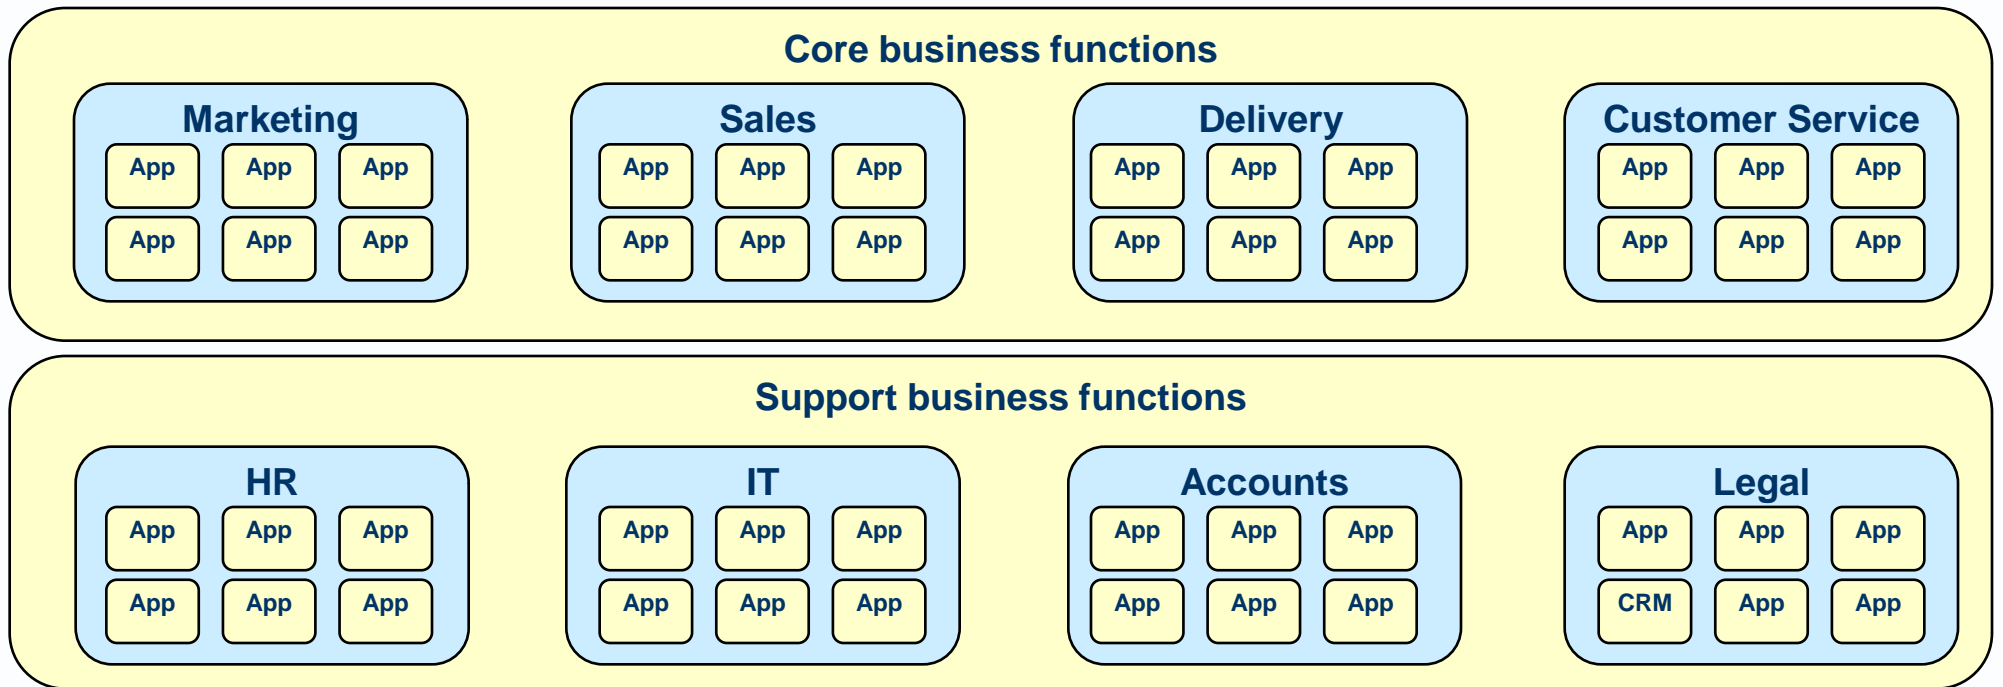 Core business functions
Marketing Sales Delivery Customer Service
App App App App App App App App App App App App
App App App App App App App App App App App App
Support business functions
HR IT Accounts Legal
App App App App App App App App App App App App
App App App App App App App App App CRM App App